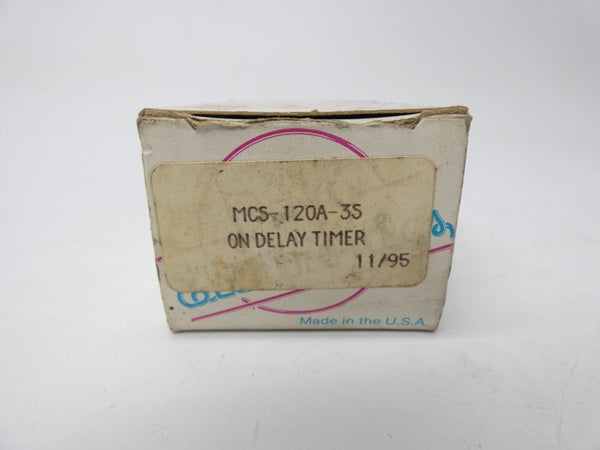 MCS-120A-3S
ON DELAY TIMER
11/95
Made in the U.S.A.